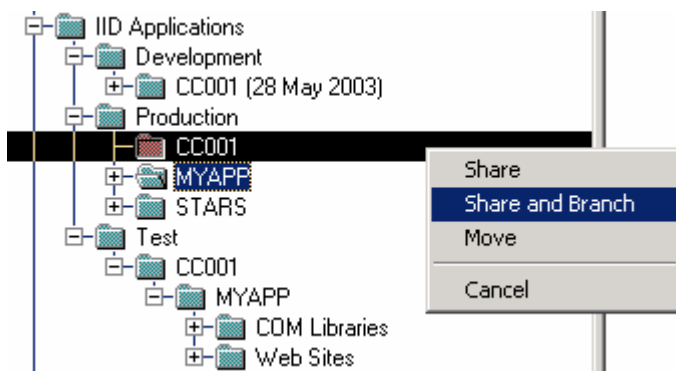 IID Applications
Development
CC001 (28 May 2003)
Production
CC001
MYAPP
STARS
Test
CC001
MYAPP
COM Libraries
Web Sites
Share
Share and Branch
Move
Cancel